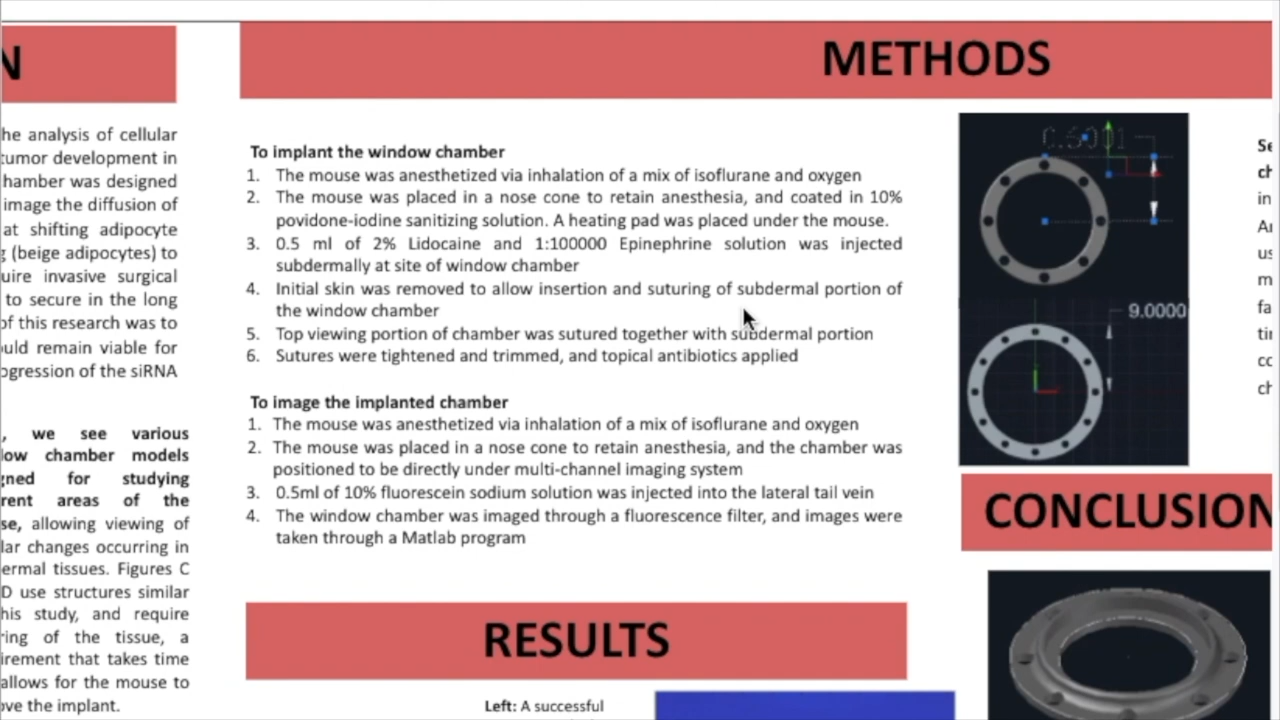 N
METHODS
he analysis of cellular
tumor development in
hamber was designed
image the diffusion of
at shifting adipocyte
g (beige adipocytes) to
uire invasive surgical
to secure in the long
of this research was to
uld remain viable for
ogression of the siRNA
, we see various
ow chamber models
gned for studying
rent areas of the
se, allowing viewing of
lar changes occurring in
ermal tissues. Figures C
D use structures similar
his study, and require
ring of the tissue, a
irement that takes time
allows for the mouse to
ove the implant.
To implant the window chamber
1. The mouse was anesthetized via inhalation of a mix of isoflurane and oxygen
2. The mouse was placed in a nose cone to retain anesthesia, and coated in 10%
povidone-iodine sanitizing solution. A heating pad was placed under the mouse.
3. 0.5 ml of 2% Lidocaine and 1:100000 Epinephrine solution was injected
subdermally at site of window chamber
4. Initial skin was removed to allow insertion and suturing of subdermal portion of
the window chamber
5. Top viewing portion of chamber was sutured together with subdermal portion
6. Sutures were tightened and trimmed, and topical antibiotics applied
To image the implanted chamber
1. The mouse was anesthetized via inhalation of a mix of isoflurane and oxygen
2. The mouse was placed in a nose cone to retain anesthesia, and the chamber was
positioned to be directly under multi-channel imaging system
3. 0.5ml of 10% fluorescein sodium solution was injected into the lateral tail vein
4. The window chamber was imaged through a fluorescence filter, and images were
taken through a Matlab program
RESULTS
Left: A successful
9.0000
CONCLUSION
Se
ch
in
Ar
us
m
fa
tir
cc
ch